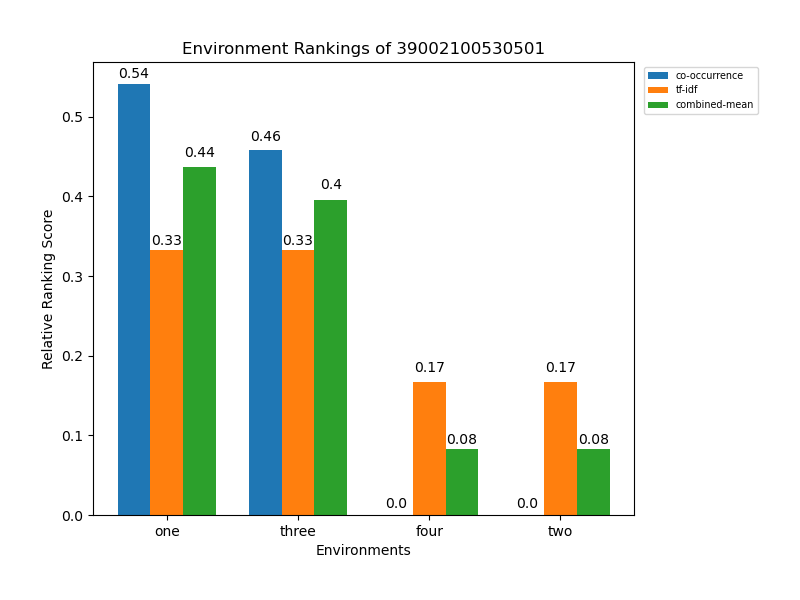 Environment Rankings of 39002100530501
co-occurrence
tf-idf
combined-mean
Relative Ranking Score
0.5
0.4
0.3
0.2
0.1
0.0
0.54
0.33
0.44
0.46
0.33
0.4
0.0
0.17
0.08
0.0
0.17
0.08
one three four two
Environments